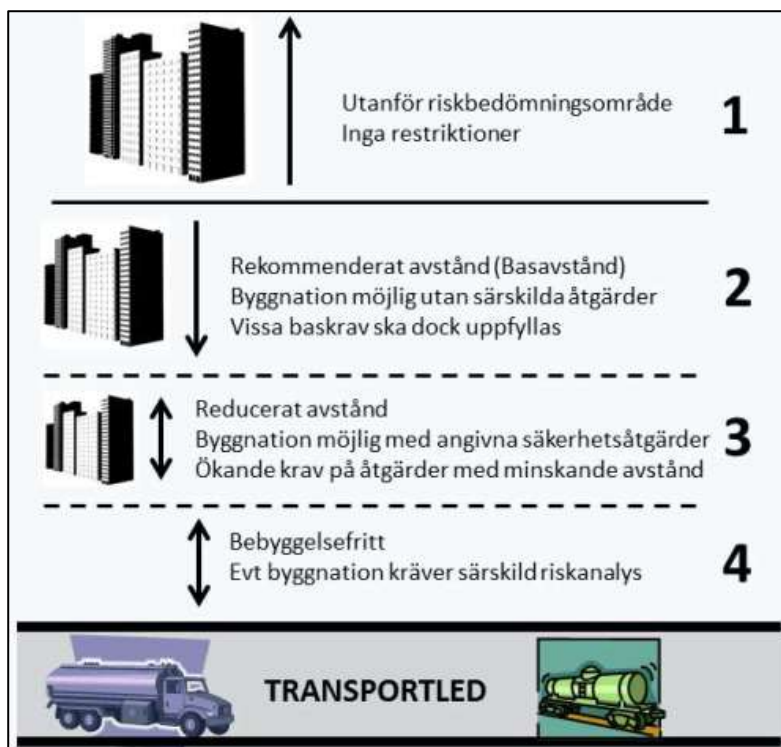 Utanför riskbedömningsområde
Inga restriktioner
1
Rekommenderat avstånd (Basavstånd)
Byggnation möjlig utan särskilda åtgärder
Vissa baskrav ska dock uppfyllas
2
Reducerat avstånd
Byggnation möjlig med angivna säkerhetsåtgärder
Ökande krav på åtgärder med minskande avstånd
3
Bebyggelsefritt
Evt byggnation kräver särskild riskanalys
4
TRANSPORTLED